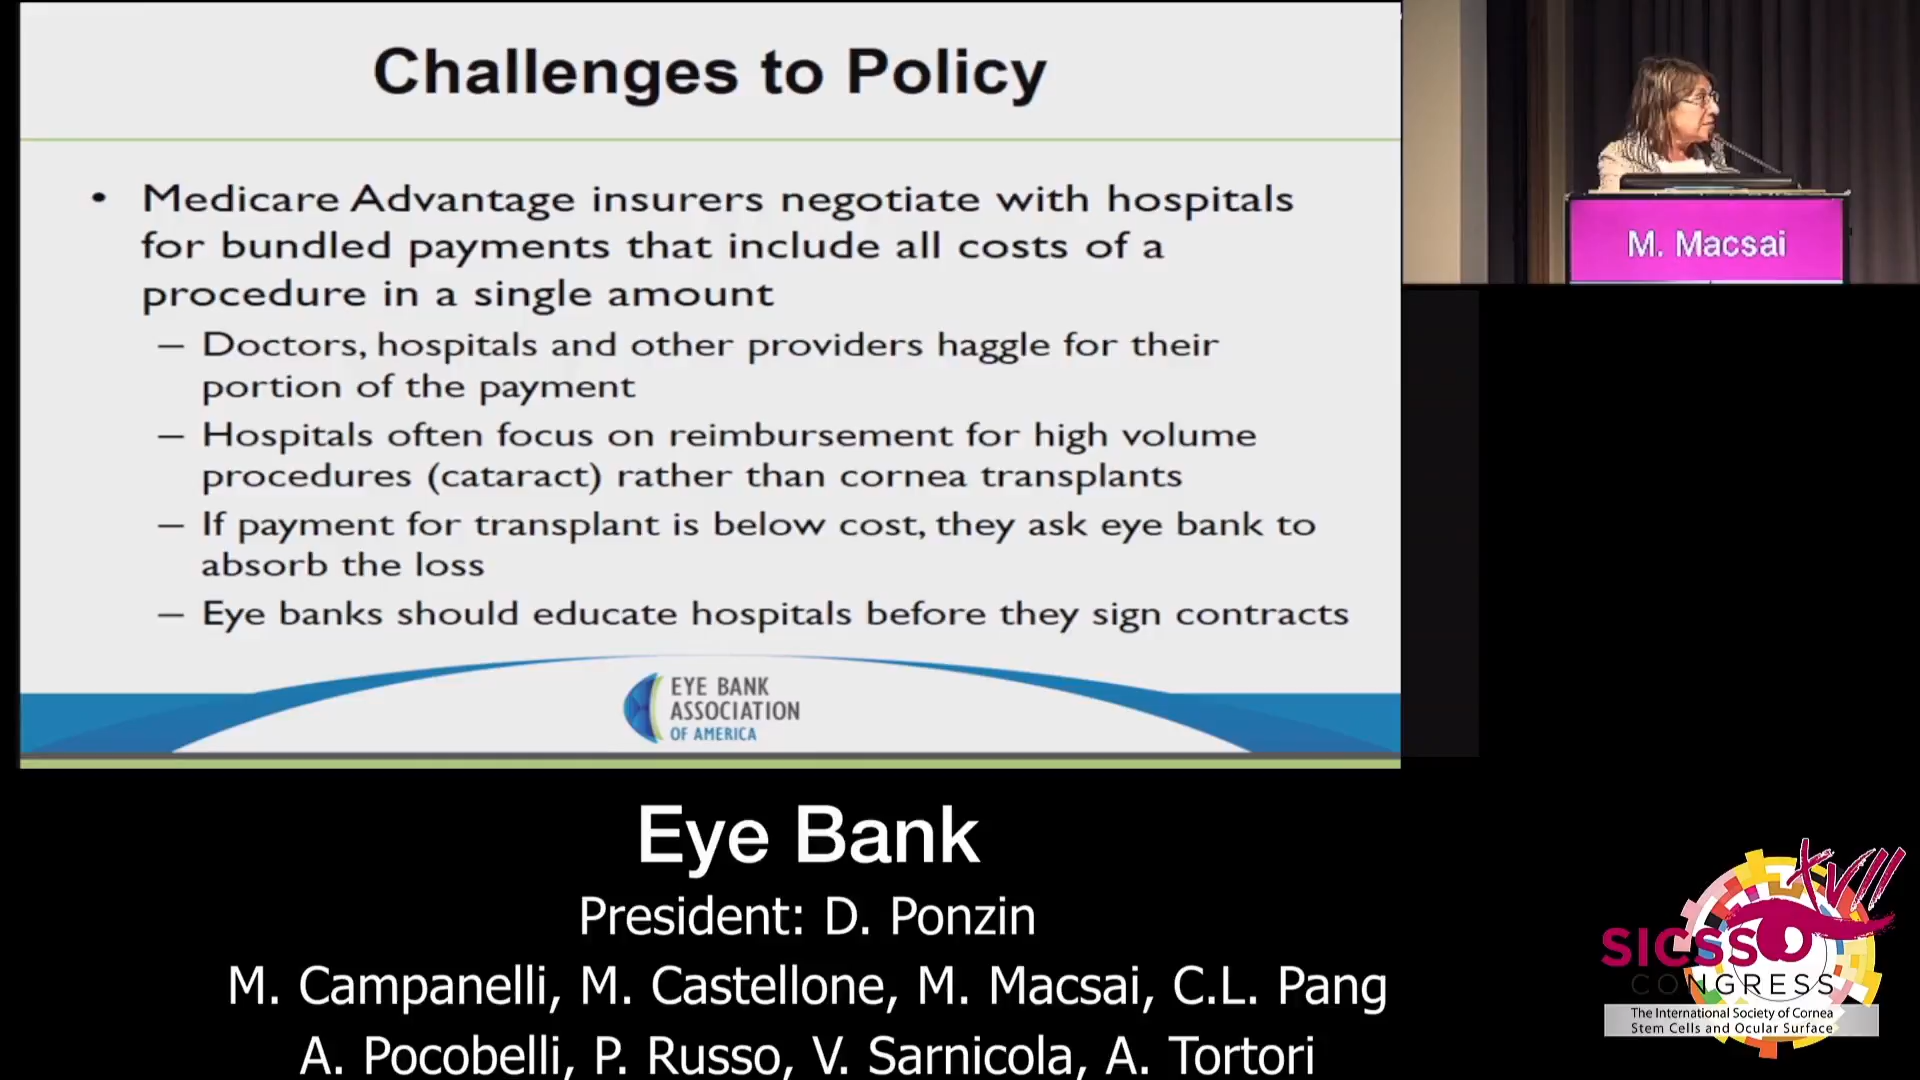 Challenges to Policy
• Medicare Advantage insurers negotiate with hospitals
for bundled payments that include all costs of a
procedure in a single amount
– Doctors, hospitals and other providers haggle for their
portion of the payment
– Hospitals often focus on reimbursement for high volume
procedures (cataract) rather than cornea transplants
– If payment for transplant is below cost, they ask eye bank to
absorb the loss
– Eye banks should educate hospitals before they sign contracts
EYE BANK
ASSOCIATION
OF AMERICA
M. Macsai
Eye Bank
President: D. Ponzin
M. Campanelli, M. Castellone, M. Macsai, C.L. Pang
A. Pocobelli, P. Russo, V. Sarnicola, A. Tortori
XVII
SICSSO
CONGRESS
The International Society of Cornea
Stem Cells and Ocular Surface